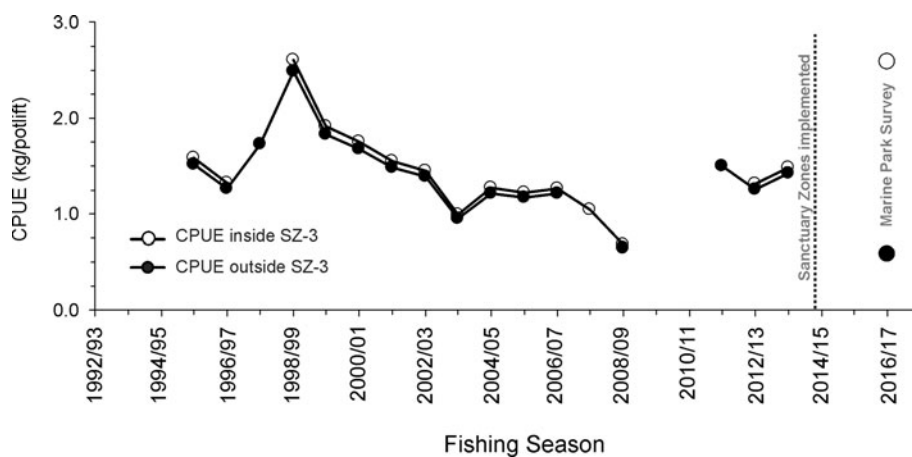 3.0
2.0
1.0
0.0
CPUE (kg/potlift)
CPUE inside SZ-3
CPUE outside SZ-3
Sanctuary Zones implemented
Marine Park Survey
1992/93
1994/95
1996/97
1998/99
2000/01
2002/03
2004/05
2006/07
2008/09
2010/11
2012/13
2014/15
2016/17
Fishing Season